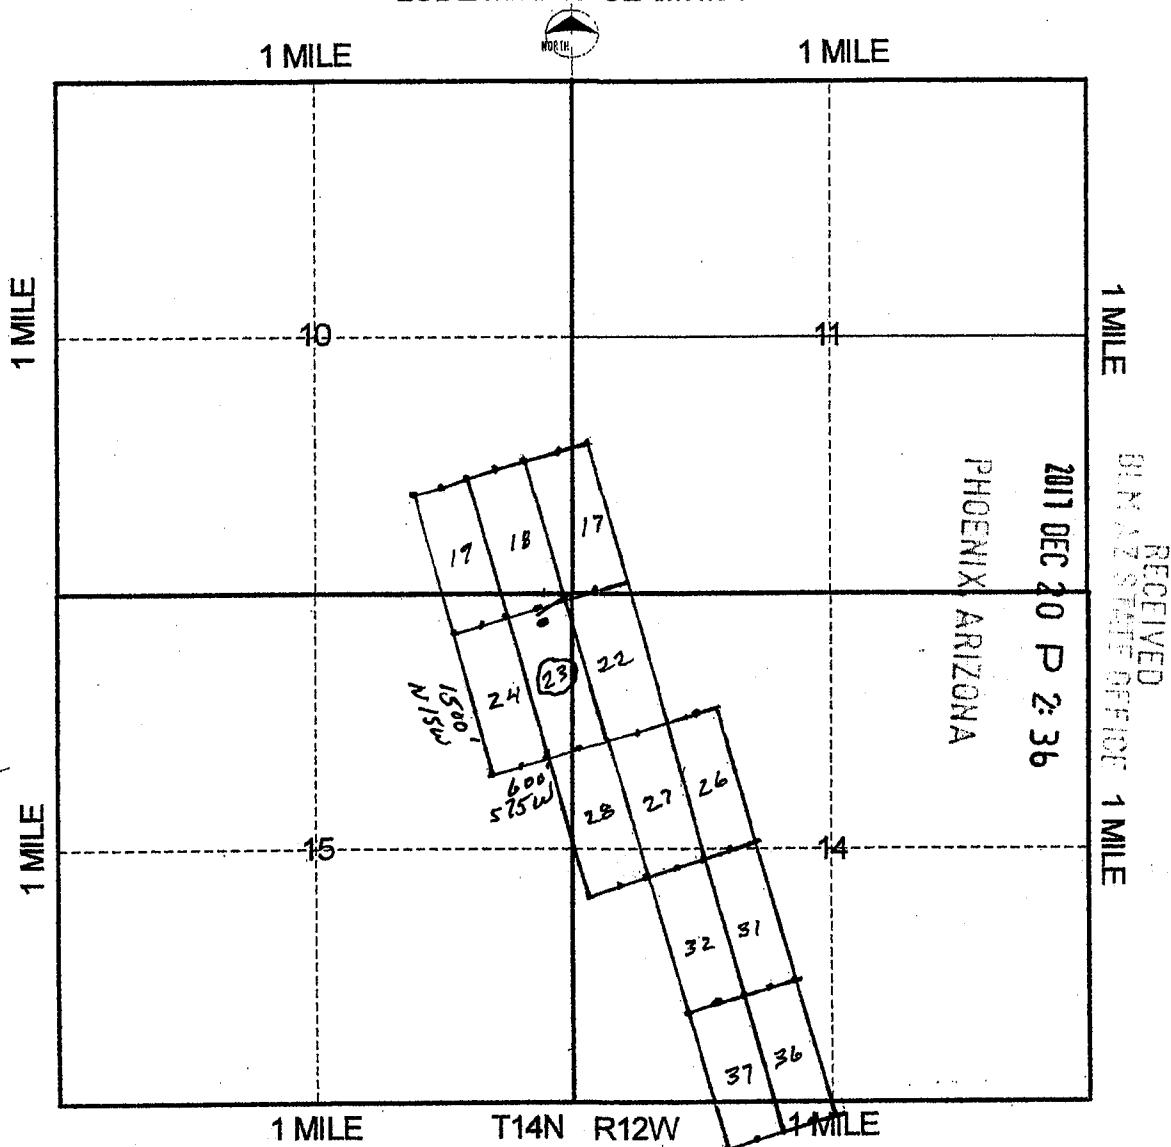 NORTH
1 MILE
1 MILE
1 MILE
10
11
1 MILE
RECEIVED
BLM AZ STATE OFFICE
2017 DEC 20 P 2:36
PHOENIX, ARIZONA
17
18
17
24
23
22
1500'
N15W
600'
S75W
28
27
26
1 MILE
15
14
1 MILE
32
31
37
36
1 MILE
T14N R12W
1 MILE